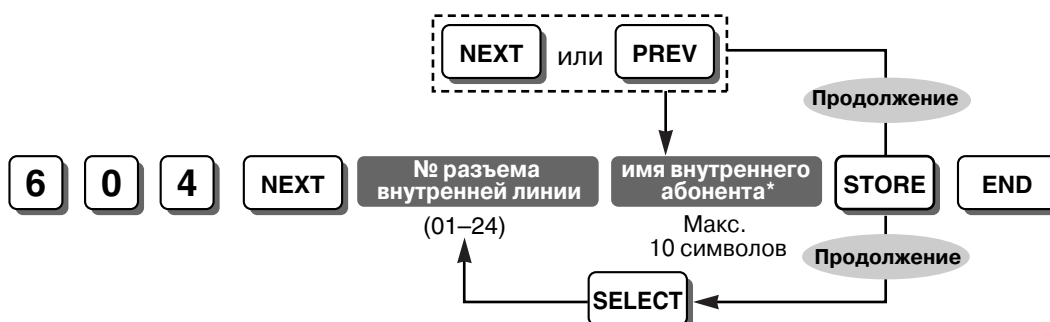 NEXT или PREV
Продолжение
6 0 4 NEXT № разъема внутренней линии имя внутреннего абонента* STORE END
(01–24)
Макс.
10 символов
Продолжение
SELECT